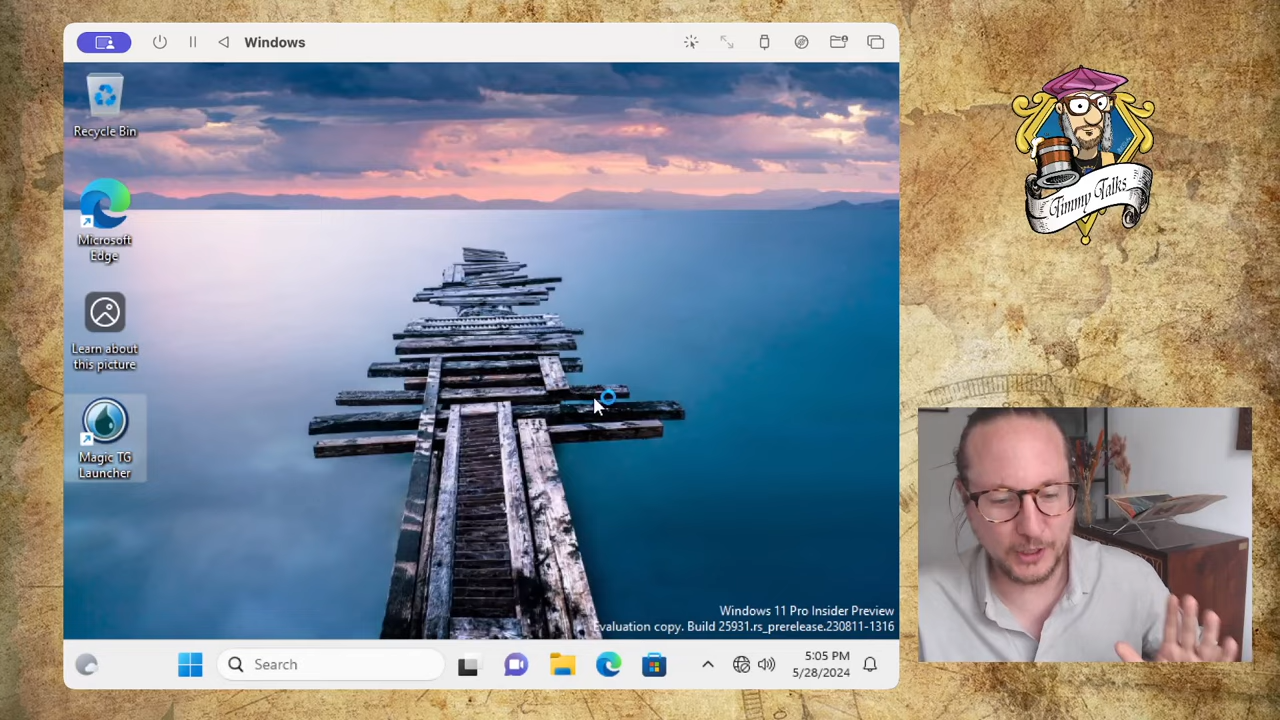 Windows
Recycle Bin
Microsoft
Edge
Learn about
this picture
Magic TG
Launcher
Timmy Talks
Windows 11 Pro Insider Preview
Evaluation copy. Build 25931.rs_prerelease.230811-1316
Search
5:05 PM
5/28/2024